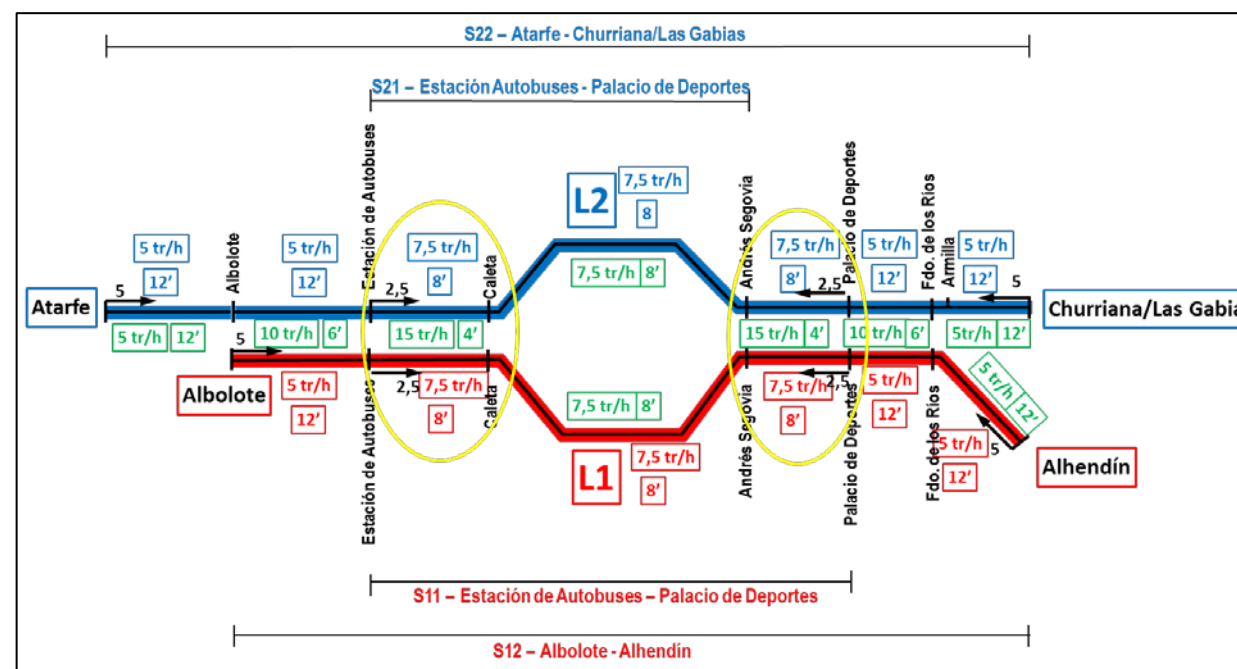 S22 – Atarfe - Churriana/Las Gabias
S21 – Estación Autobuses - Palacio de Deportes
Estación de Autobuses
Andrés Segovia
Palacio de Deportes
Fdo. de los Rios
L2
7,5 tr/h
8
Albolote
Caleta
Armilla
5 tr/h
12'
5 tr/h
12'
7,5 tr/h
8'
7,5 tr/h
8'
5 tr/h
12'
5 tr/h
12'
7,5 tr/h 8'
5
2,5
2,5
5
Atarfe
Churriana/Las Gabia
5 tr/h 12'
10 tr/h 6'
15 tr/h 4'
15 tr/h 4'
10 tr/h 6'
5tr/h 12'
5
Albolote
5 tr/h
12'
2,5
7,5 tr/h
8'
Caleta
7,5 tr/h 8'
7,5 tr/h
8'
2,5
5 tr/h
12'
5 tr/h 12'
5 tr/h
12'
5
L1
7,5 tr/h
8'
Alhendín
Estación de Autobuses
Andrés Segovia
Palacio de Deportes
Fdo. de los Rios
S11 – Estación de Autobuses – Palacio de Deportes
S12 – Albolote - Alhendín